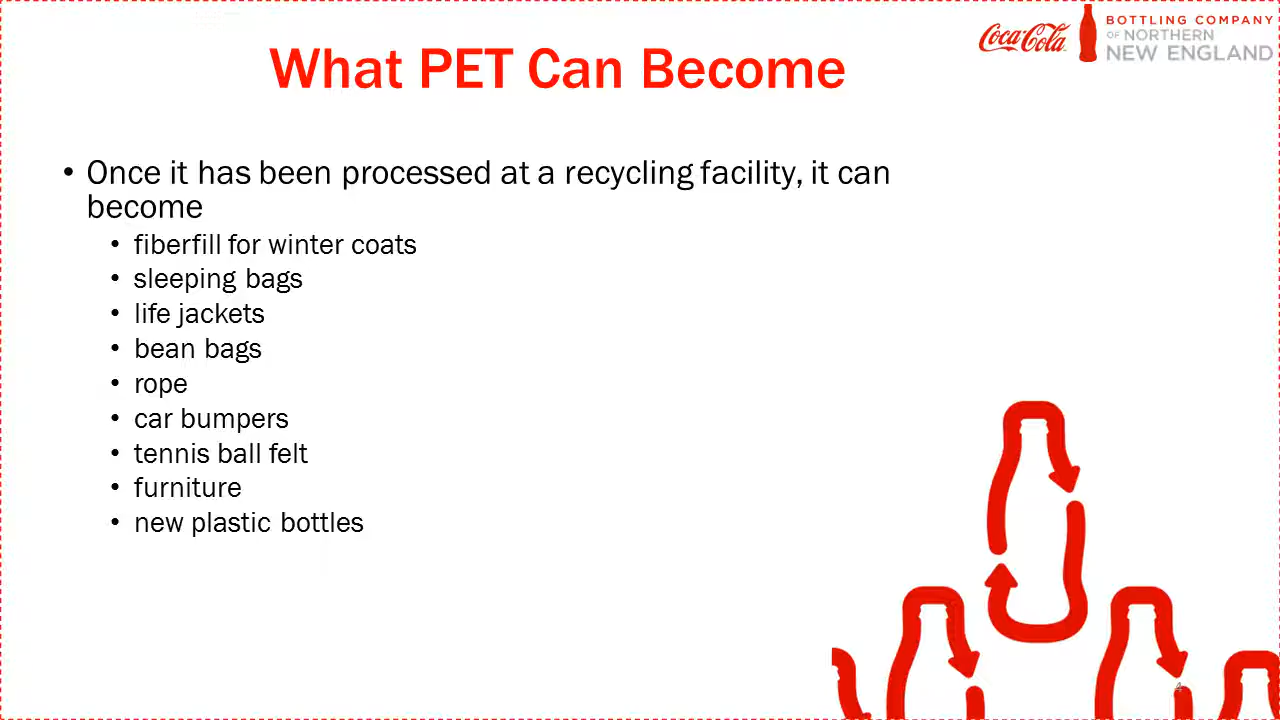 Coca-Cola
BOTTLING COMPANY
OF NORTHERN
NEW ENGLAND
What PET Can Become
• Once it has been processed at a recycling facility, it can
become
• fiberfill for winter coats
• sleeping bags
• life jackets
• bean bags
• rope
• car bumpers
• tennis ball felt
• furniture
• new plastic bottles
4